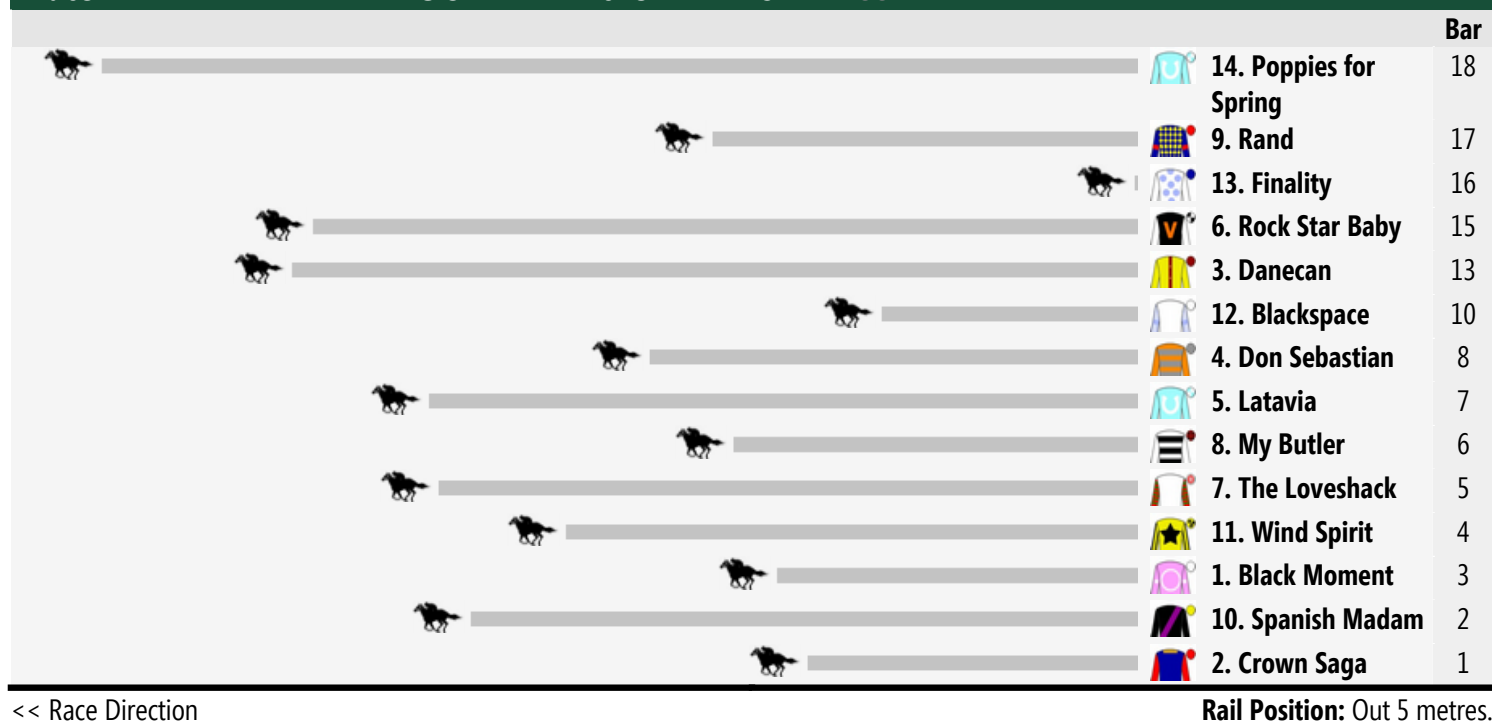 Bar
14. Poppies for 18
Spring
9. Rand 17
13. Finality 16
V 6. Rock Star Baby 15
3. Danecan 13
12. Blackspace 10
4. Don Sebastian 8
5. Latavia 7
8. My Butler 6
7. The Loveshack 5
11. Wind Spirit 4
1. Black Moment 3
10. Spanish Madam 2
2. Crown Saga 1
<< Race Direction Rail Position: Out 5 metres.